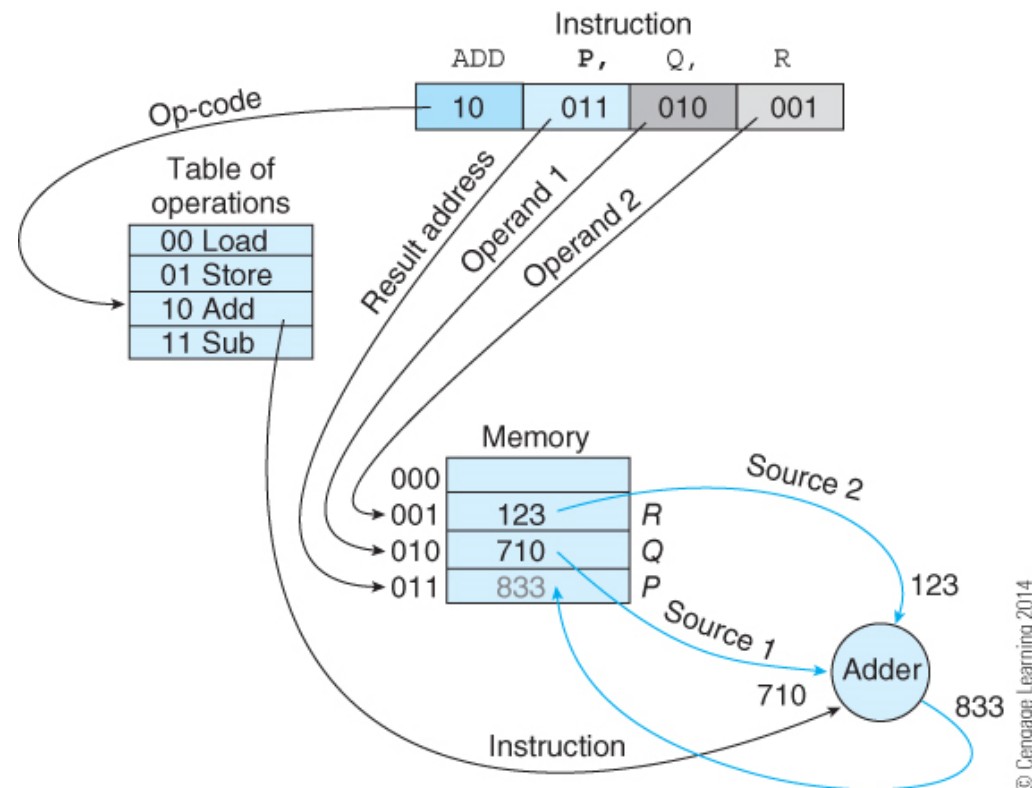 Instruction
ADD P, Q, R
10 011 010 001
Op-code
Result address
Operand 1
Operand 2
Table of
operations
00 Load
01 Store
10 Add
11 Sub
Memory
000
001 123 R
010 710 Q
011 833 P
Source 2
123
Source 1
Adder
710
833
Instruction
© Cengage Learning 2014